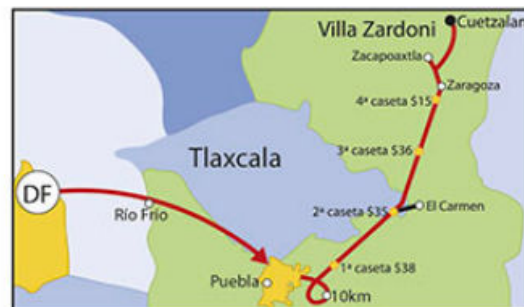 Villa Zardoni
Cuetzalan
Zacapoaxtla
Zaragoza
4ª caseta $15
3ª caseta $36
Tlaxcala
DF
Río Frio
2ª caseta $35
El Carmen
1ª caseta $38
Puebla
10km